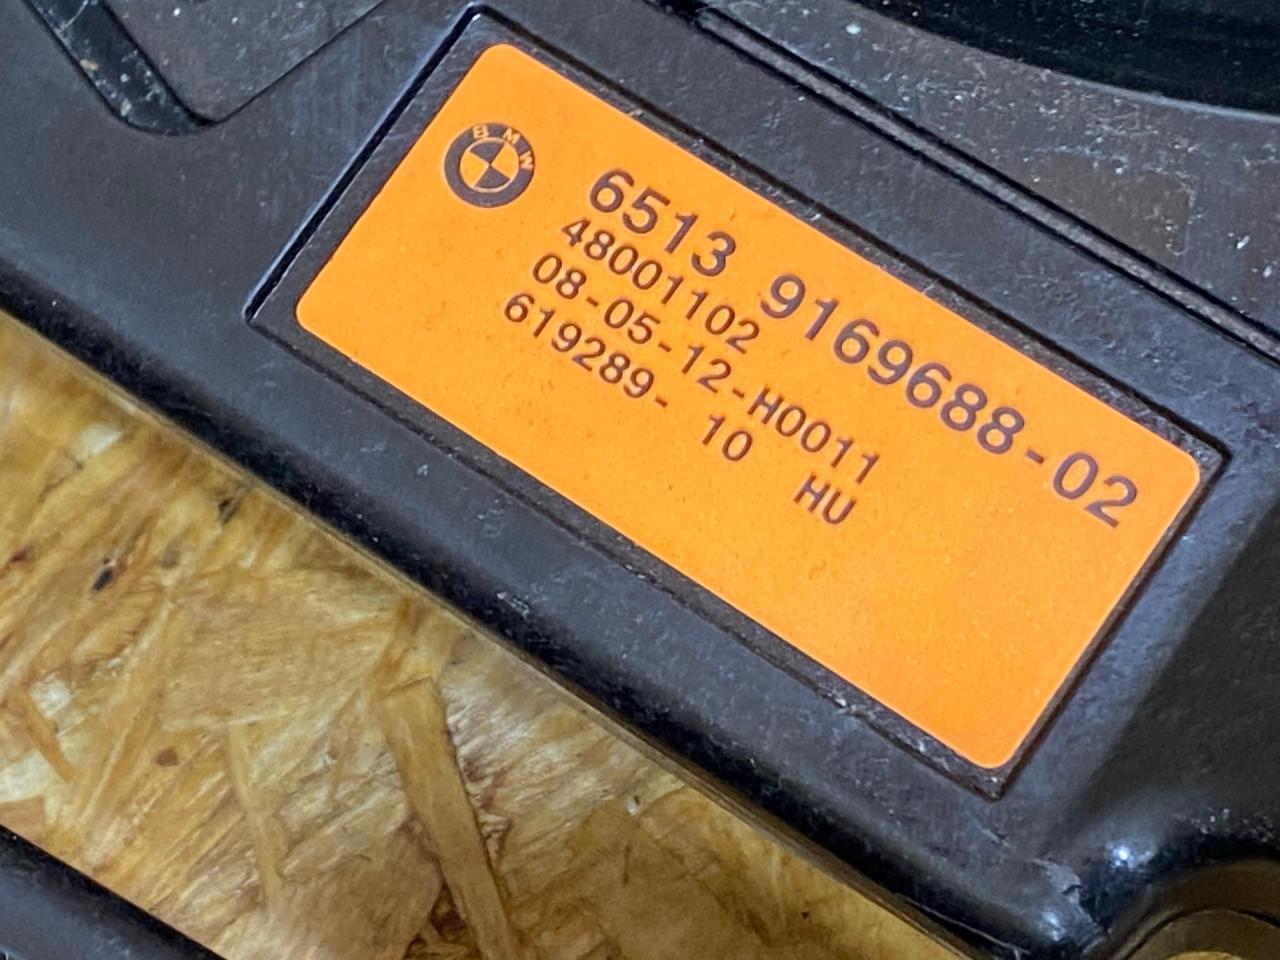 BMW
6513 9169688-02
48001102
08-05-12-H0011
619289- 10 HU